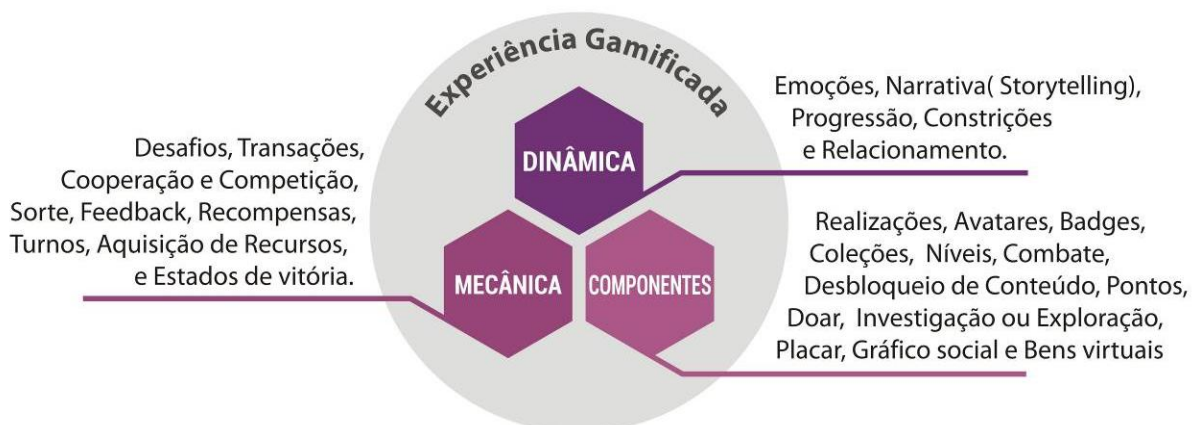 Experiência Gamificada
DINÂMICA
Emoções, Narrativa( Storytelling),
Progressão, Constrições
e Relacionamento.
Desafios, Transações,
Cooperação e Competição,
Sorte, Feedback, Recompensas,
Turnos, Aquisição de Recursos,
e Estados de vitória.
MECÂNICA
COMPONENTES
Realizações, Avatares, Badges,
Coleções, Níveis, Combate,
Desbloqueio de Conteúdo, Pontos,
Doar, Investigação ou Exploração,
Placar, Gráfico social e Bens virtuais